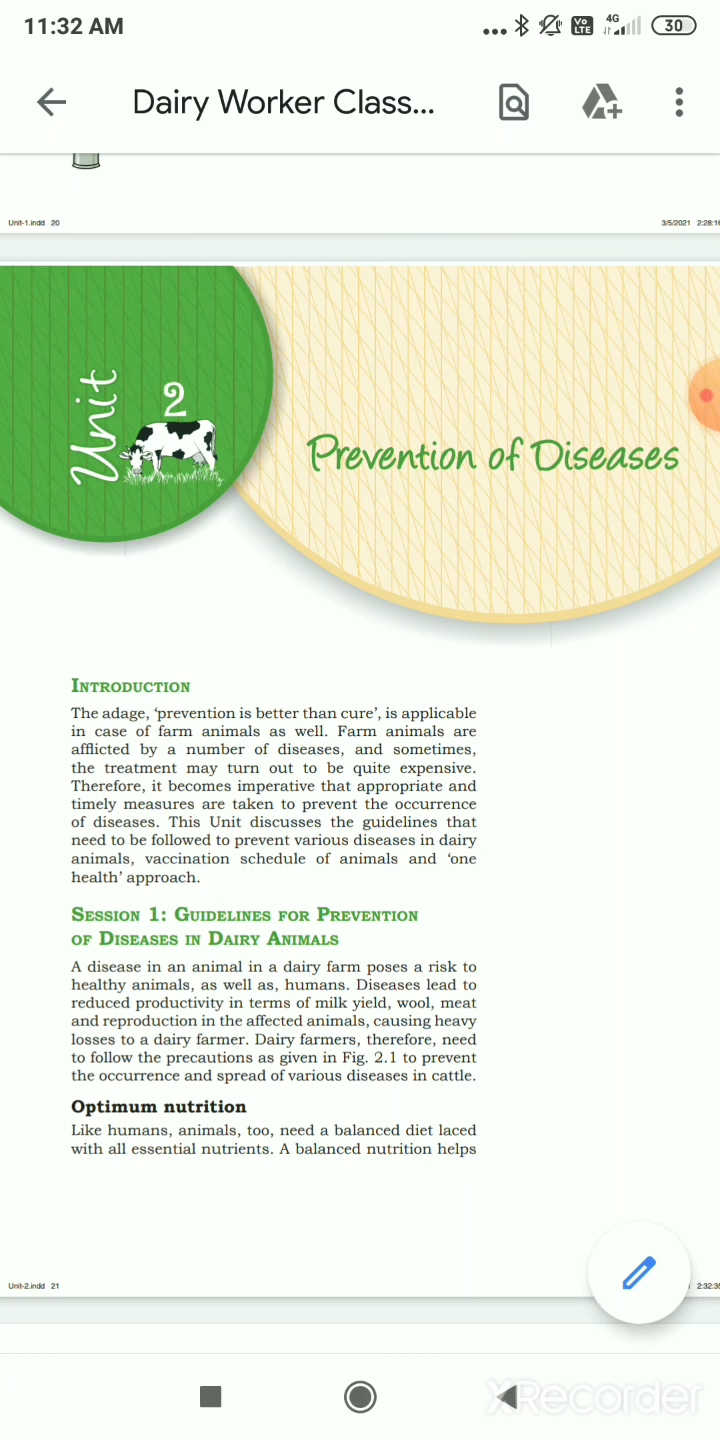 11:32 AM
... Vo LTE 4G 30
Dairy Worker Class...
Unit-1.indd 20
3/5/2021 2:28:16
Unit 2
Prevention of Diseases
INTRODUCTION
The adage, ‘prevention is better than cure’, is applicable
in case of farm animals as well. Farm animals are
afflicted by a number of diseases, and sometimes,
the treatment may turn out to be quite expensive.
Therefore, it becomes imperative that appropriate and
timely measures are taken to prevent the occurrence
of diseases. This Unit discusses the guidelines that
need to be followed to prevent various diseases in dairy
animals, vaccination schedule of animals and ‘one
health’ approach.
SESSION 1: GUIDELINES FOR PREVENTION
OF DISEASES IN DAIRY ANIMALS
A disease in an animal in a dairy farm poses a risk to
healthy animals, as well as, humans. Diseases lead to
reduced productivity in terms of milk yield, wool, meat
and reproduction in the affected animals, causing heavy
losses to a dairy farmer. Dairy farmers, therefore, need
to follow the precautions as given in Fig. 2.1 to prevent
the occurrence and spread of various diseases in cattle.
Optimum nutrition
Like humans, animals, too, need a balanced diet laced
with all essential nutrients. A balanced nutrition helps
Unit-2.indd 21
2:32:35
XRecorder